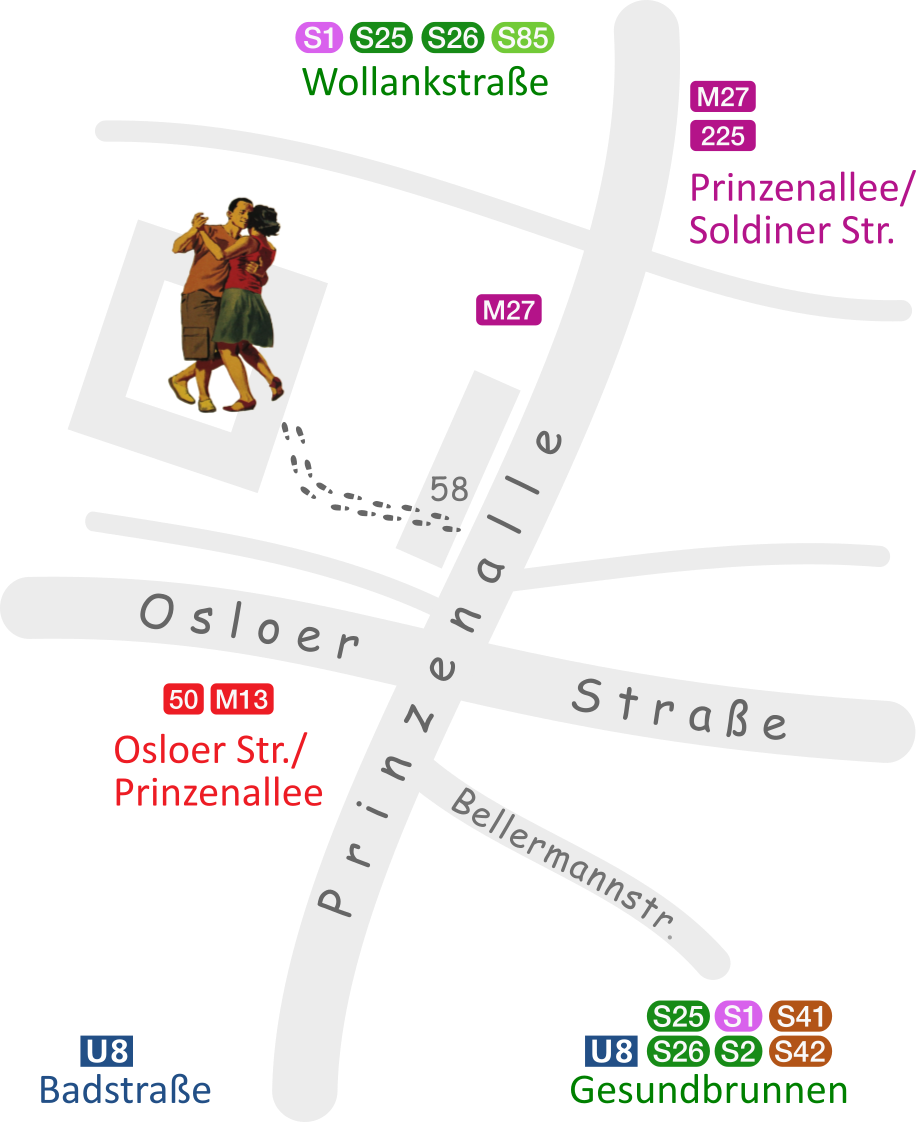 S1 S25 S26 S85
Wollankstraße
M27
225
Prinzenallee/
Soldiner Str.
M27
58
Prinzenalle
Osloer Straße
50 M13
Osloer Str./
Prinzenallee
Bellermannstr.
U8
Badstraße
S25 S1 S41
U8 S26 S2 S42
Gesundbrunnen